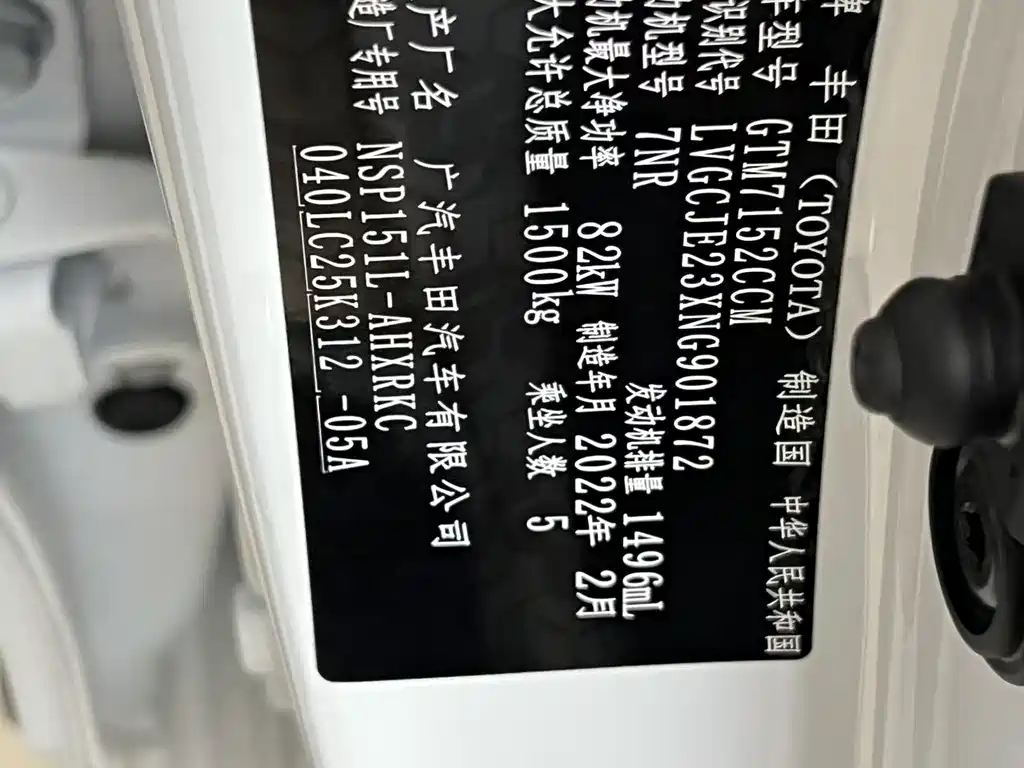 牌 丰田 (TOYOTA) 制造国 中华人民共和国
车型号 GTM7152CCM
识别代号 LVGCJE23XNG901872
动机型号 7NR 发动机排量 1496mL
动机最大净功率 82kW 制造年月 2022年 2月
大允许总质量 1500kg 乘坐人数 5
产厂名 广汽丰田汽车有限公司
造厂专用号 NSP151L-AHXRKC
040LC25K312 -05A